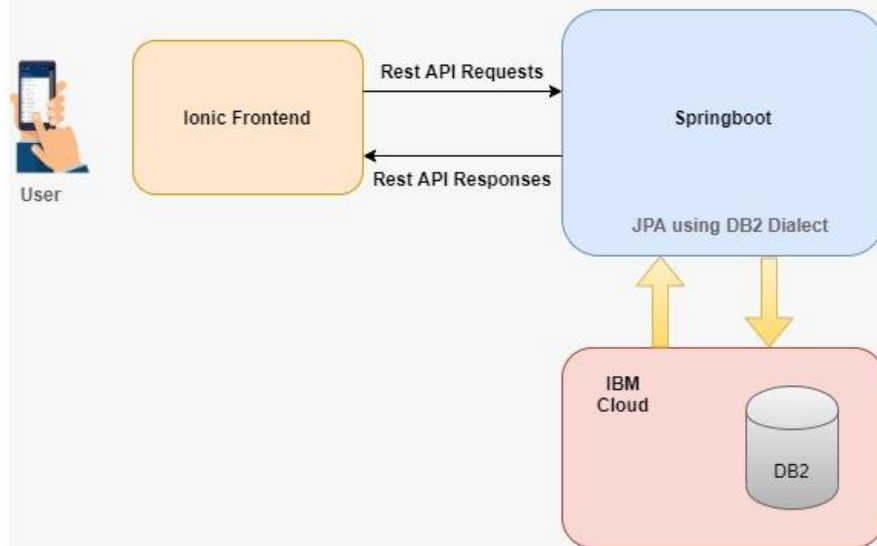 Rest API Requests
Ionic Frontend
Springboot
Rest API Responses
User
JPA using DB2 Dialect
IBM
Cloud
DB2